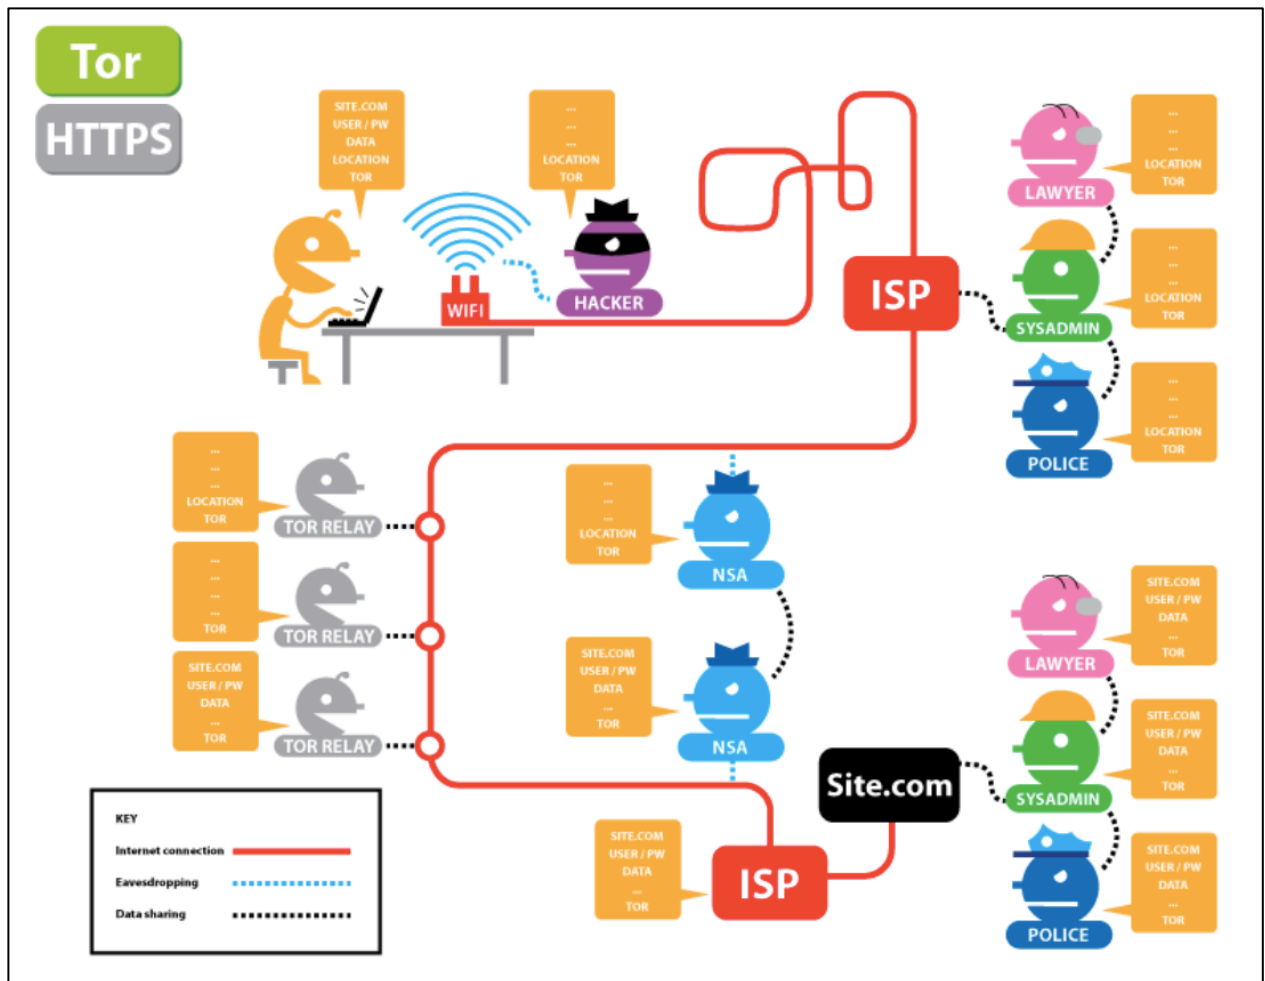 Tor
HTTPS
SITE.COM
USER / PW
DATA
LOCATION
TOR
...
...
...
LOCATION
TOR
WIFI
HACKER
ISP
...
...
...
LOCATION
TOR
LAWYER
...
...
...
LOCATION
TOR
SYSADMIN
...
...
...
LOCATION
TOR
POLICE
...
...
...
LOCATION
TOR
TOR RELAY
...
...
...
...
TOR
TOR RELAY
SITE.COM
USER / PW
DATA
...
TOR
TOR RELAY
...
...
...
LOCATION
TOR
NSA
SITE.COM
USER / PW
DATA
...
TOR
NSA
SITE.COM
USER / PW
DATA
...
TOR
LAWYER
SITE.COM
USER / PW
DATA
...
TOR
SYSADMIN
SITE.COM
USER / PW
DATA
...
TOR
POLICE
Site.com
SITE.COM
USER / PW
DATA
...
TOR
ISP
KEY
Internet connection
Eavesdropping
Data sharing